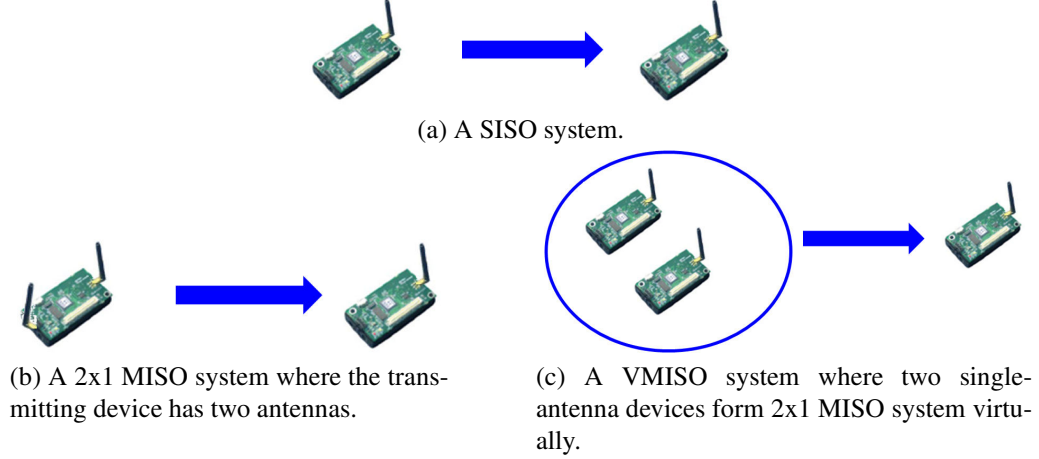 (a) A SISO system.
(b) A 2x1 MISO system where the trans-
mitting device has two antennas.
(c) A VMISO system where two single-
antenna devices form 2x1 MISO system virtu-
ally.